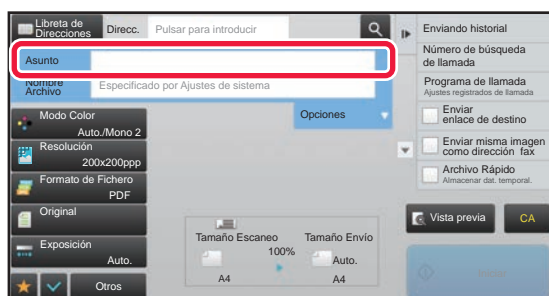 Libreta de
Direcciones
Direcc.
Pulsar para introducir
Asunto
Nombre
Archivo
Especificado por Ajustes de sistema
Opciones
Modo Color
Auto./Mono 2
Resolución
200x200ppp
Formato de Fichero
PDF
Original
Exposición
Auto.
Otros
Tamaño Escaneo
Tamaño Envío
100%
Auto.
A4
A4
Enviando historial
Número de búsqueda
de llamada
Programa de llamada
Ajustes registrados de llamada
Enviar
enlace de destino
Enviar misma imagen
como dirección fax
Archivo Rápido
Almacenar dat. temporal.
Vista previa
CA
Iniciar